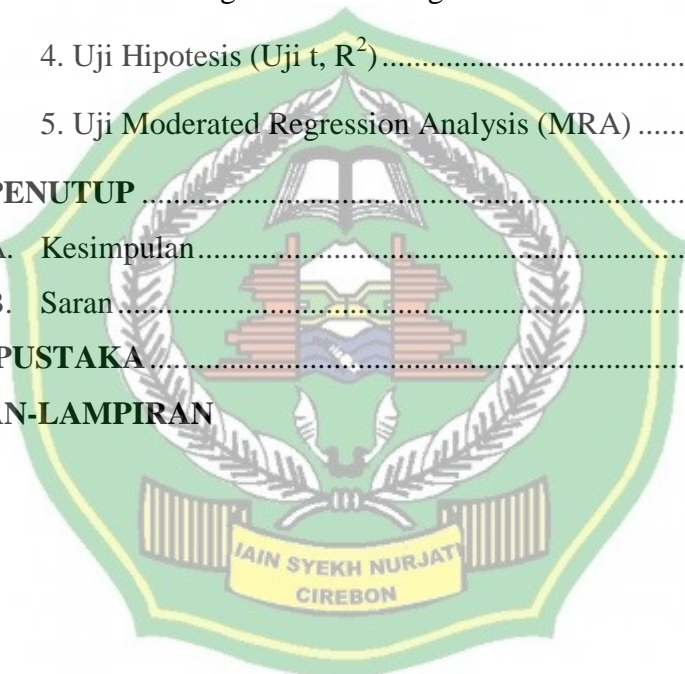 4. Uji Hipotesis (Uji t, R²)..............................
5. Uji Moderated Regression Analysis (MRA) ......
PENUTUP ..............................................................
A. Kesimpulan......................................................
B. Saran................................................................
PUSTAKA ..............................................................
AN-LAMPIRAN
IAIN SYEKH NURJATI
CIREBON